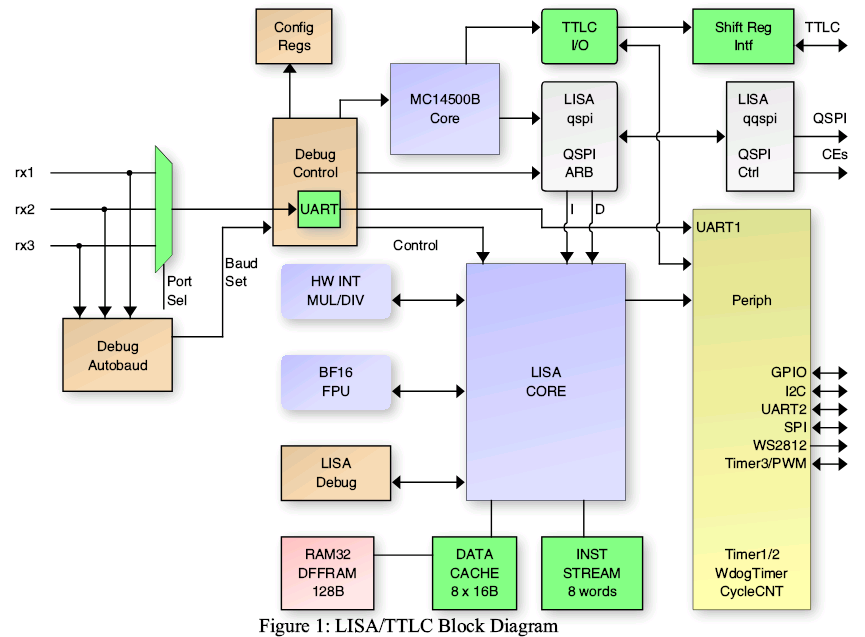 Config
Regs
TTLC
I/O
Shift Reg
Intf
TTLC
MC14500B
Core
LISA
qspi
QSPI
ARB
LISA
qqspi
QSPI
Ctrl
QSPI
CEs
Debug
Control
UART
rx1
rx2
rx3
Port
Sel
Baud
Set
Control
I
D
Debug
Autobaud
HW INT
MUL/DIV
BF16
FPU
LISA
Debug
LISA
CORE
UART1
Periph
GPIO
I2C
UART2
SPI
WS2812
Timer3/PWM
Timer1/2
WdogTimer
CycleCNT
RAM32
DFFRAM
128B
DATA
CACHE
8 x 16B
INST
STREAM
8 words
Figure 1: LISA/TTLC Block Diagram